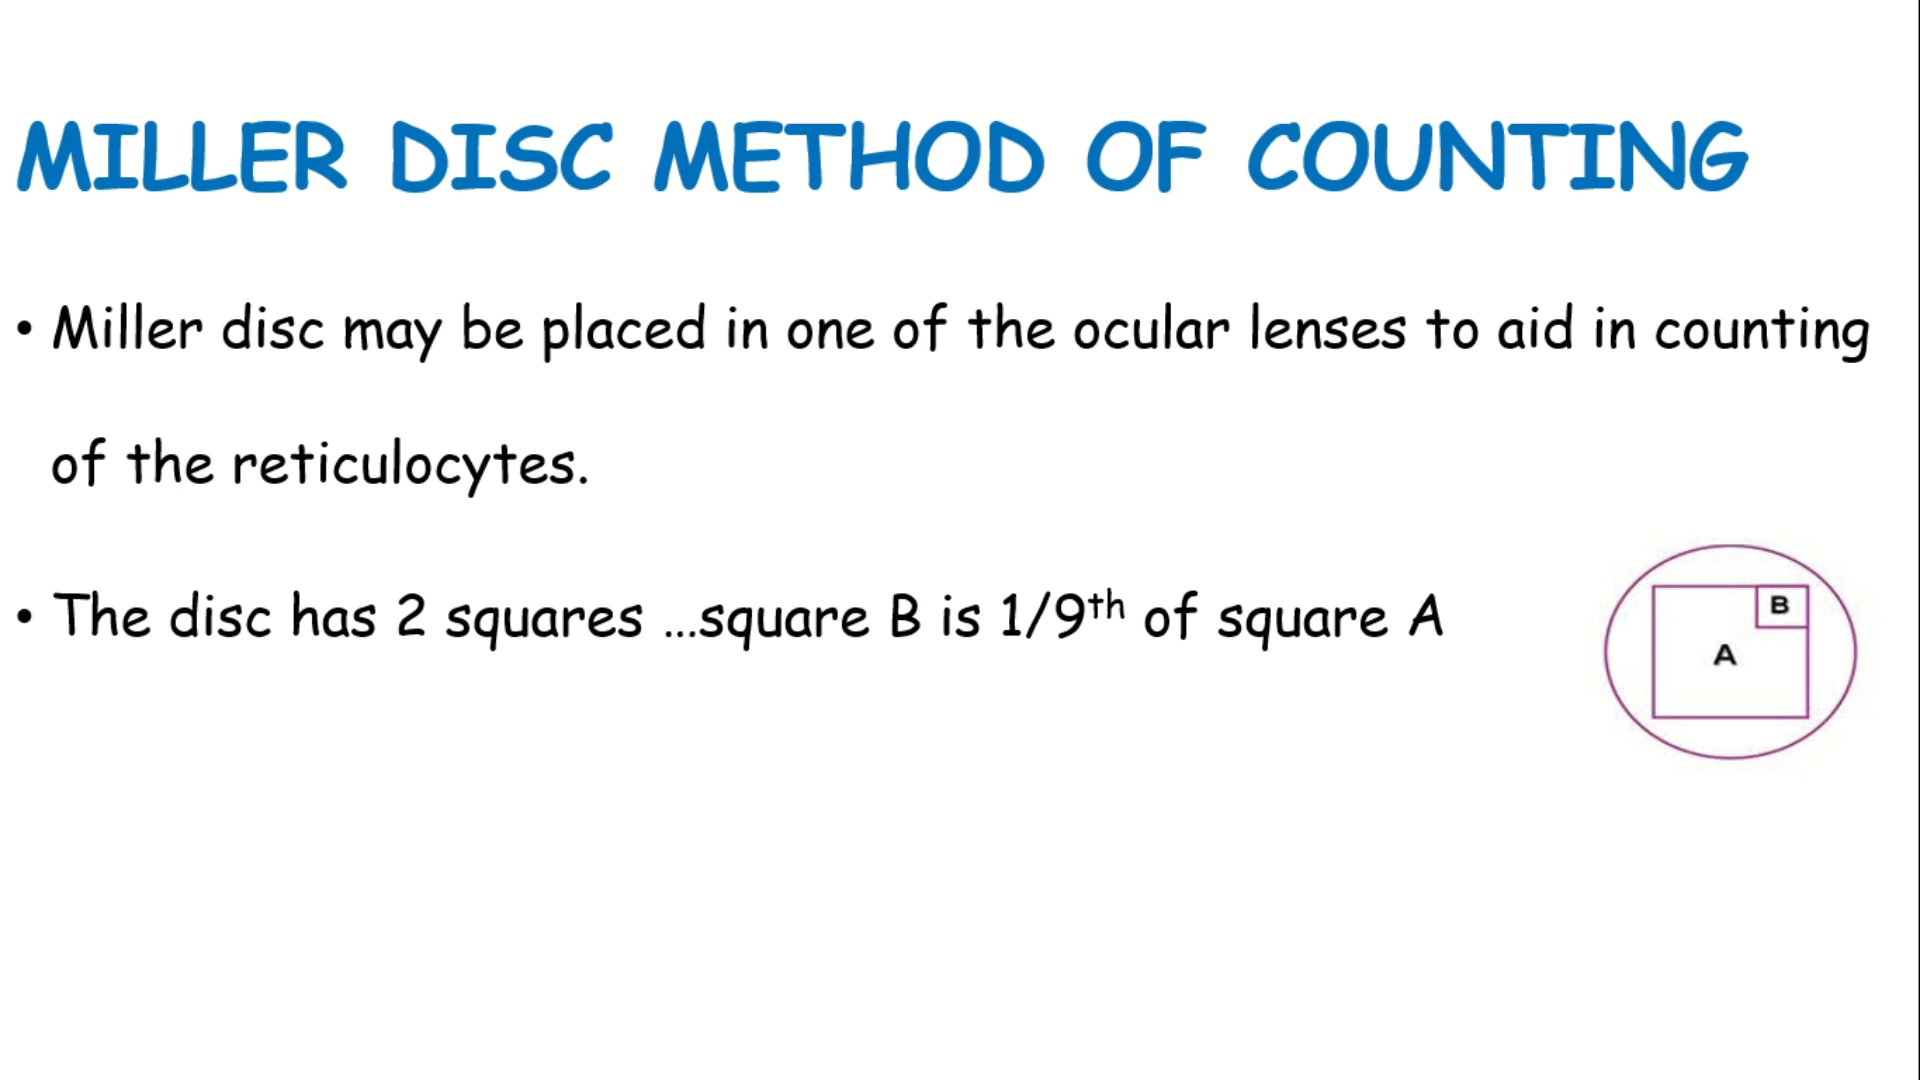 MILLER DISC METHOD OF COUNTING
• Miller disc may be placed in one of the ocular lenses to aid in counting
of the reticulocytes.
• The disc has 2 squares ...square B is 1/9th of square A
B
A